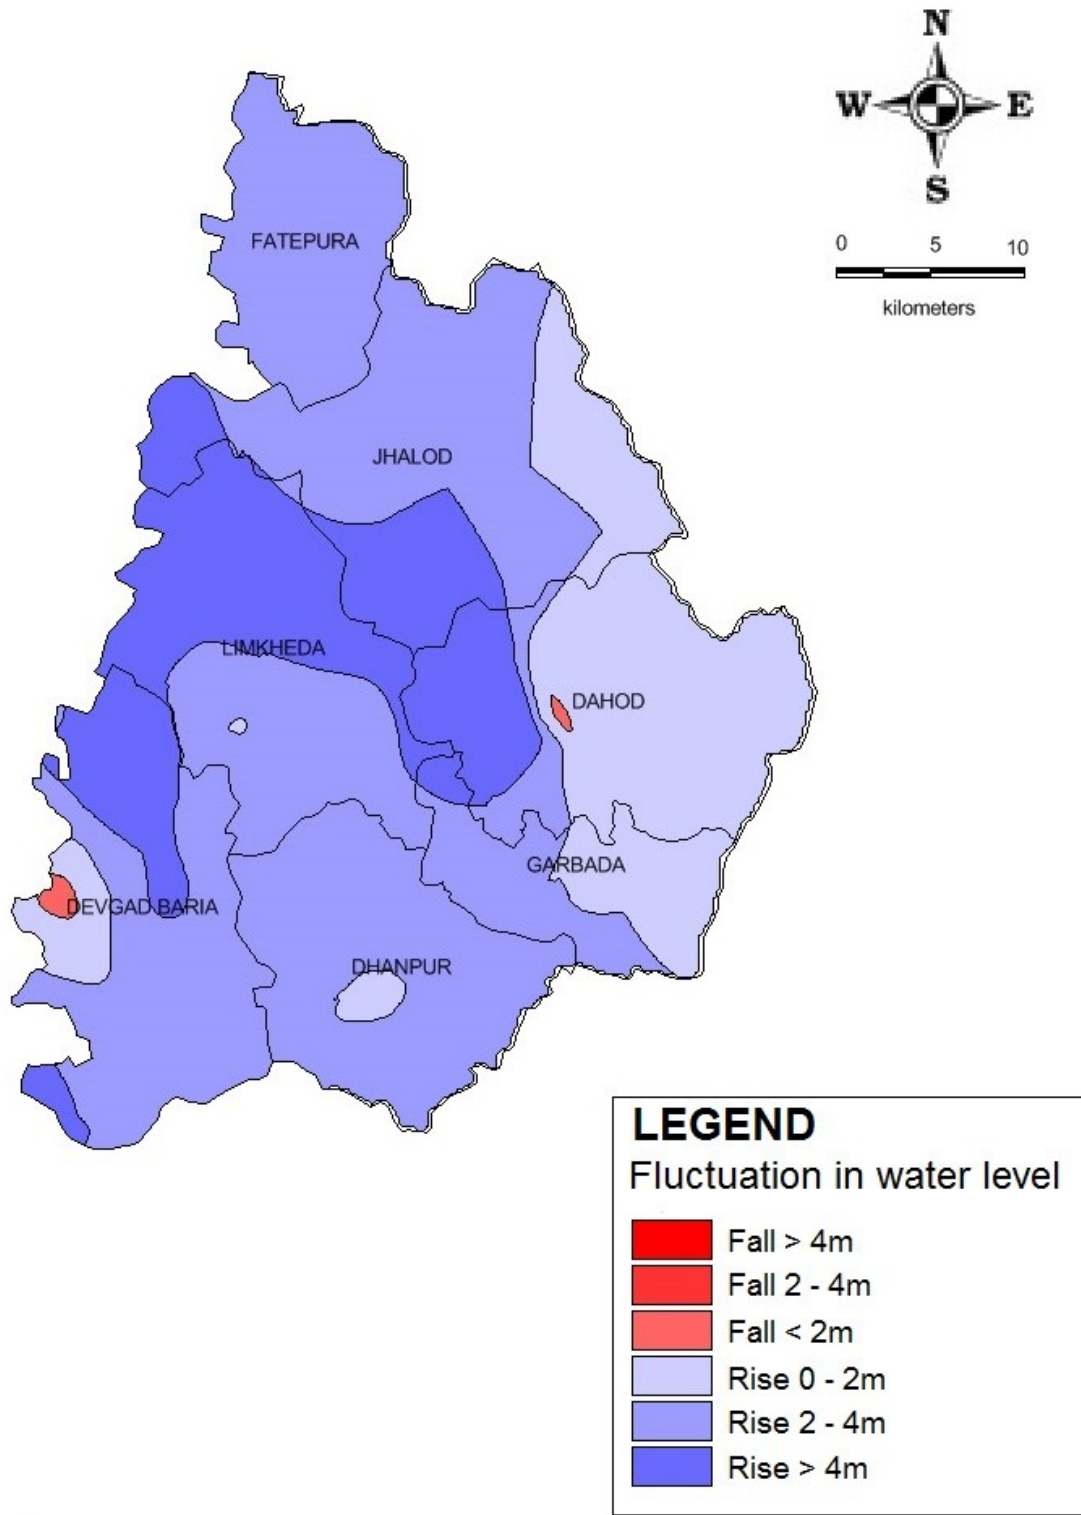 N
W E
S
0 5 10
kilometers
FATEPURA
JHALOD
LIMKHEDA
DAHOD
GARBADA
DEVGAD BARIA
DHANPUR
LEGEND
Fluctuation in water level
Fall > 4m
Fall 2 - 4m
Fall < 2m
Rise 0 - 2m
Rise 2 - 4m
Rise > 4m